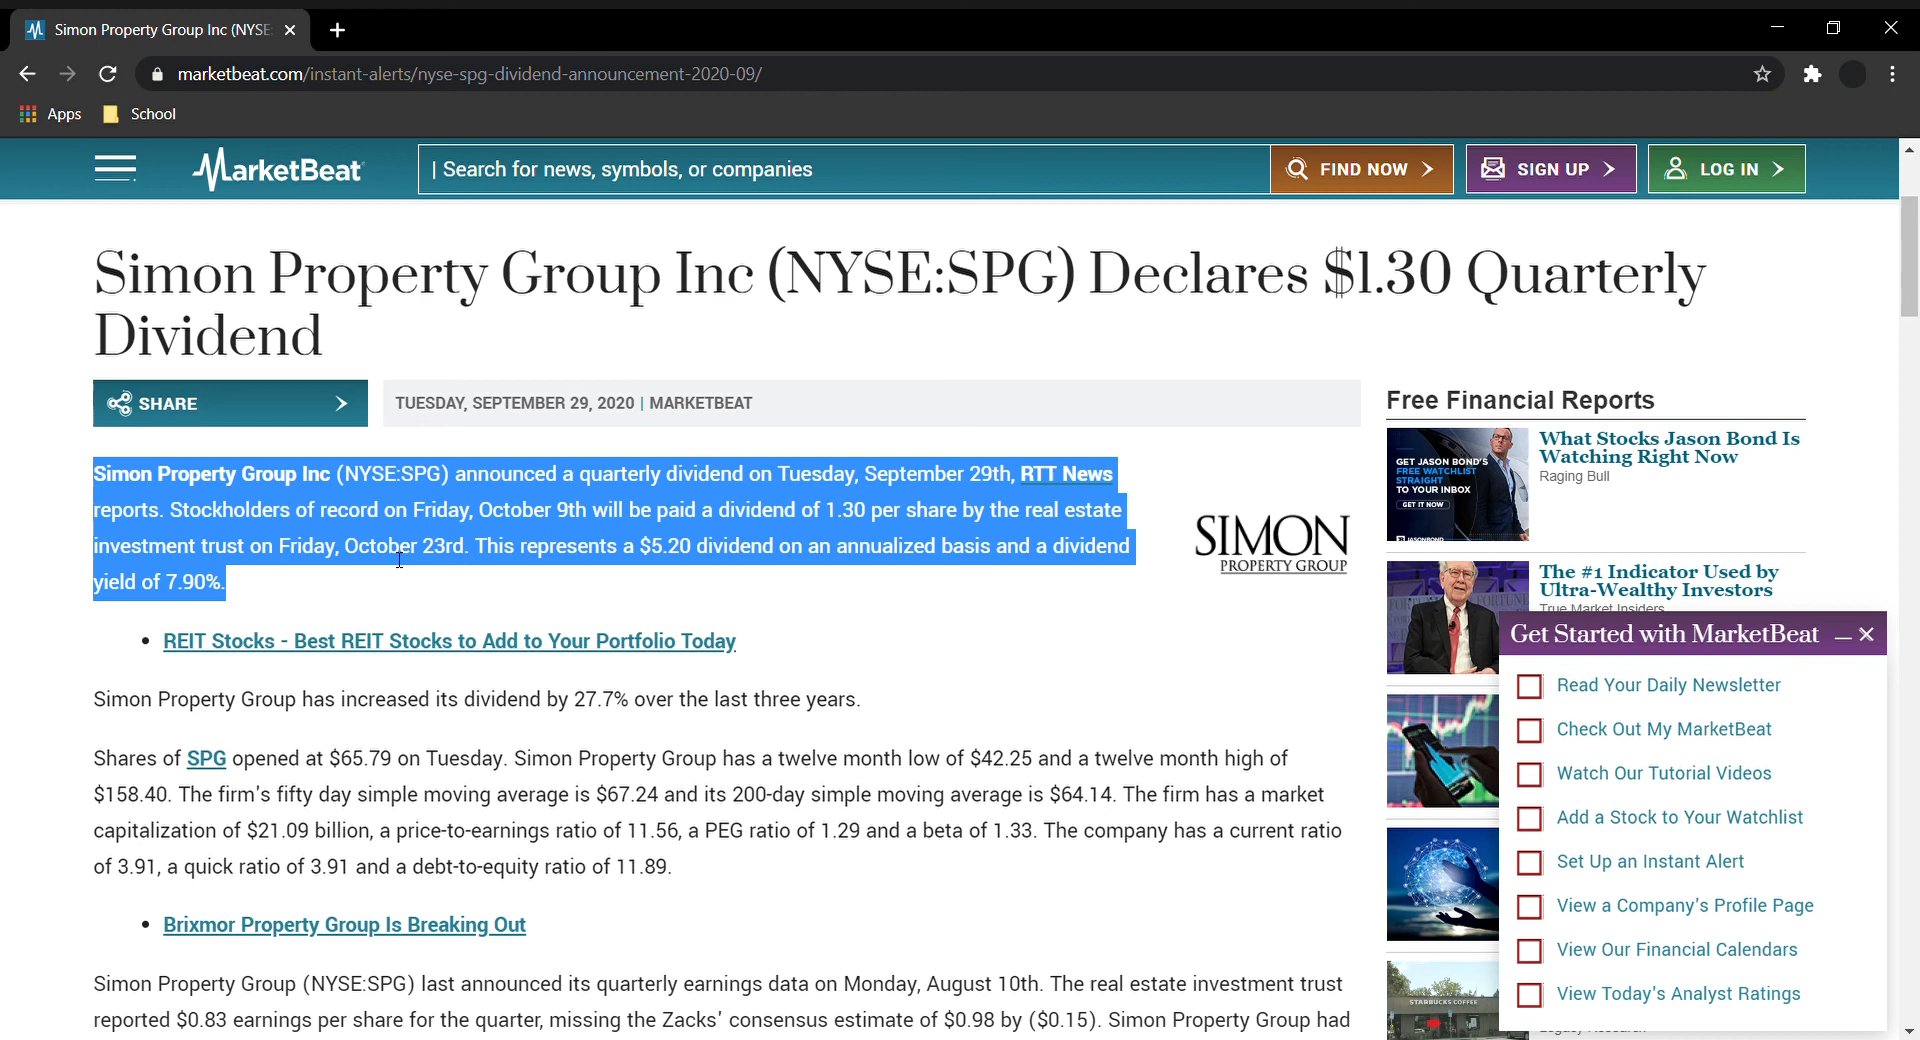 Simon Property Group Inc (NYSE:
marketbeat.com/instant-alerts/nyse-spg-dividend-announcement-2020-09/
Apps
School
MarketBeat
| Search for news, symbols, or companies
FIND NOW
SIGN UP
LOG IN
Simon Property Group Inc (NYSE:SPG) Declares $1.30 Quarterly
Dividend
SHARE
TUESDAY, SEPTEMBER 29, 2020 | MARKETBEAT
Simon Property Group Inc (NYSE:SPG) announced a quarterly dividend on Tuesday, September 29th, RTT News
reports. Stockholders of record on Friday, October 9th will be paid a dividend of 1.30 per share by the real estate
investment trust on Friday, October 23rd. This represents a $5.20 dividend on an annualized basis and a dividend
yield of 7.90%.
SIMON
PROPERTY GROUP
• REIT Stocks - Best REIT Stocks to Add to Your Portfolio Today
Simon Property Group has increased its dividend by 27.7% over the last three years.
Shares of SPG opened at $65.79 on Tuesday. Simon Property Group has a twelve month low of $42.25 and a twelve month high of
$158.40. The firm's fifty day simple moving average is $67.24 and its 200-day simple moving average is $64.14. The firm has a market
capitalization of $21.09 billion, a price-to-earnings ratio of 11.56, a PEG ratio of 1.29 and a beta of 1.33. The company has a current ratio
of 3.91, a quick ratio of 3.91 and a debt-to-equity ratio of 11.89.
• Brixmor Property Group Is Breaking Out
Simon Property Group (NYSE:SPG) last announced its quarterly earnings data on Monday, August 10th. The real estate investment trust
reported $0.83 earnings per share for the quarter, missing the Zacks' consensus estimate of $0.98 by ($0.15). Simon Property Group had
Free Financial Reports
GET JASON BOND'S
FREE WATCHLIST
STRAIGHT
TO YOUR INBOX
GET IT NOW
JASONBOND
What Stocks Jason Bond Is
Watching Right Now
Raging Bull
The #1 Indicator Used by
Ultra-Wealthy Investors
True Market Insiders
STARBUCKS COFFEE
Get Started with MarketBeat
Read Your Daily Newsletter
Check Out My MarketBeat
Watch Our Tutorial Videos
Add a Stock to Your Watchlist
Set Up an Instant Alert
View a Company's Profile Page
View Our Financial Calendars
View Today's Analyst Ratings